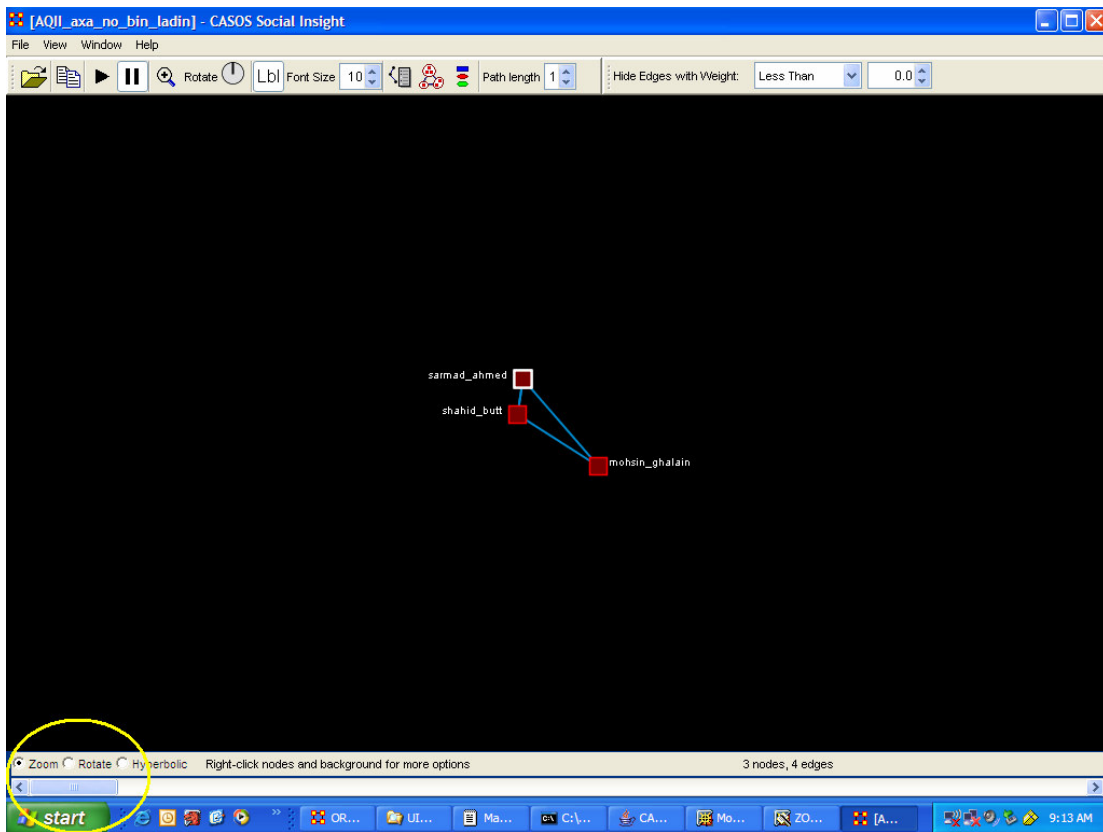 [AQII_axa_no_bin_ladin] - CASOS Social Insight
File View Window Help
Rotate Lbl Font Size 10 Path length 1 Hide Edges with Weight: Less Than 0.0
sarmad_ahmed
shahid_butt
mohsin_ghalain
Zoom Rotate Hyperbolic Right-click nodes and background for more options 3 nodes, 4 edges
start OR... UI... Ma... C:\... CA... Mo... ZO... [A... 9:13 AM